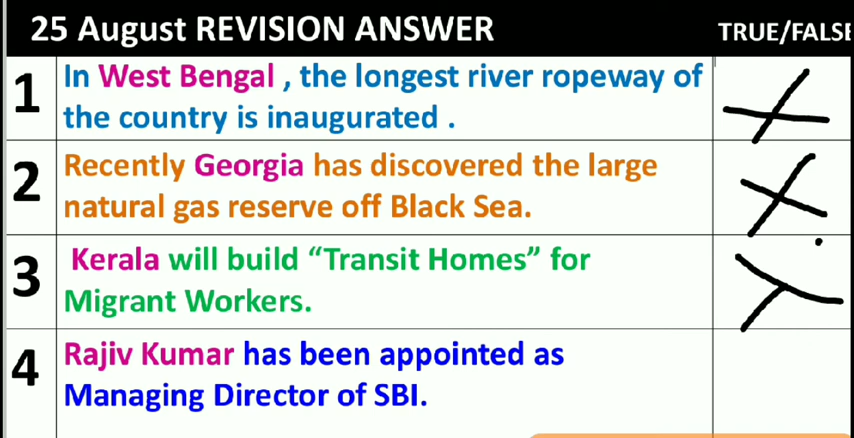 25 August REVISION ANSWER TRUE/FALSE
1 In West Bengal , the longest river ropeway of
the country is inaugurated .
2 Recently Georgia has discovered the large
natural gas reserve off Black Sea.
3 Kerala will build “Transit Homes” for
Migrant Workers.
4 Rajiv Kumar has been appointed as
Managing Director of SBI.